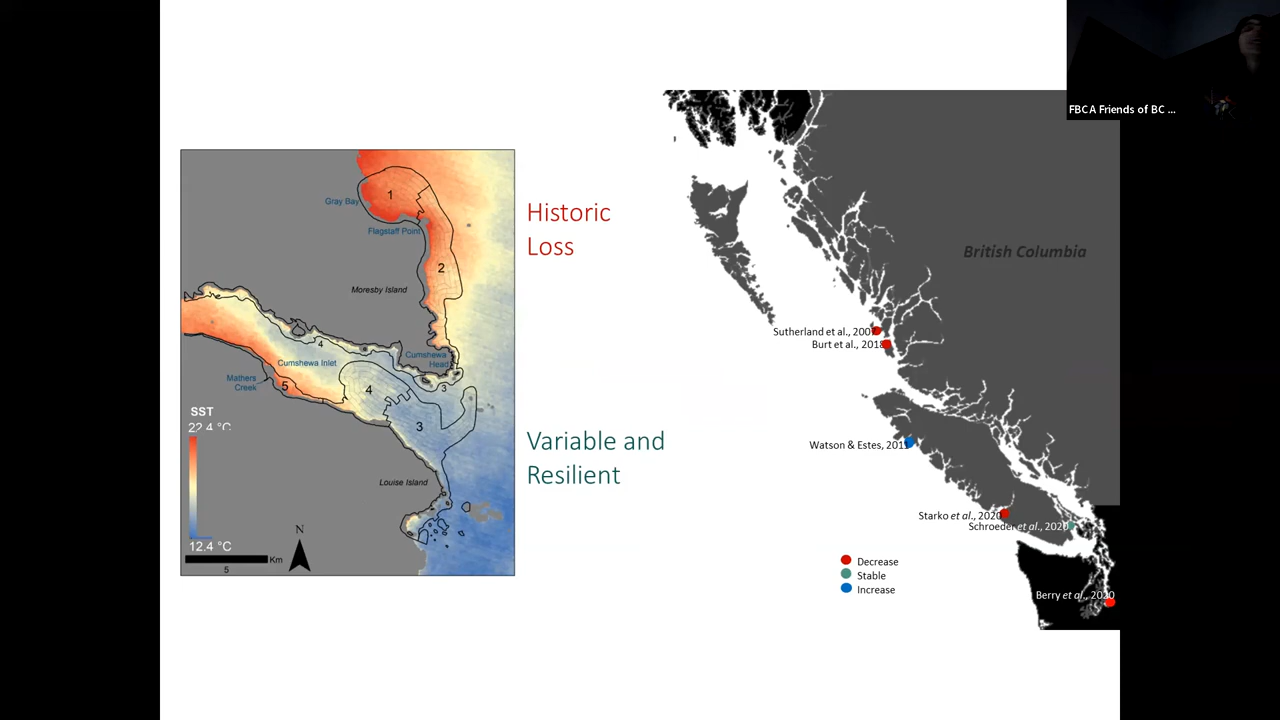 FBCA Friends of BC ...
Gray Bay
1
Flagstaff Point
2
Moresby Island
4
Cumshewa Inlet
Cumshewa
Head
Mathers
Creek
5
4
3
3
SST
22.4 °C
12.4 °C
Louise Island
N
Km
5
Historic
Loss
Variable and
Resilient
British Columbia
Sutherland et al., 2007
Burt et al., 2018
Watson & Estes, 2011
Starko et al., 2020
Schroeder et al., 2020
Decrease
Stable
Increase
Berry et al., 2020